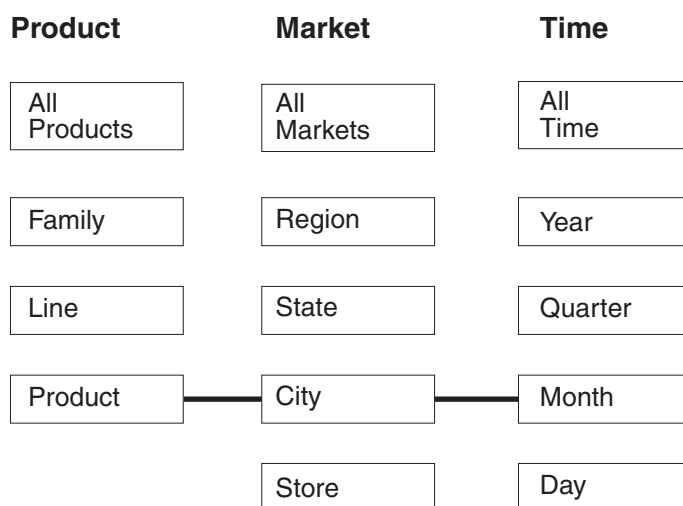 Product Market Time
All Products
All Markets
All Time
Family Region Year
Line State Quarter
Product City Month
Store Day